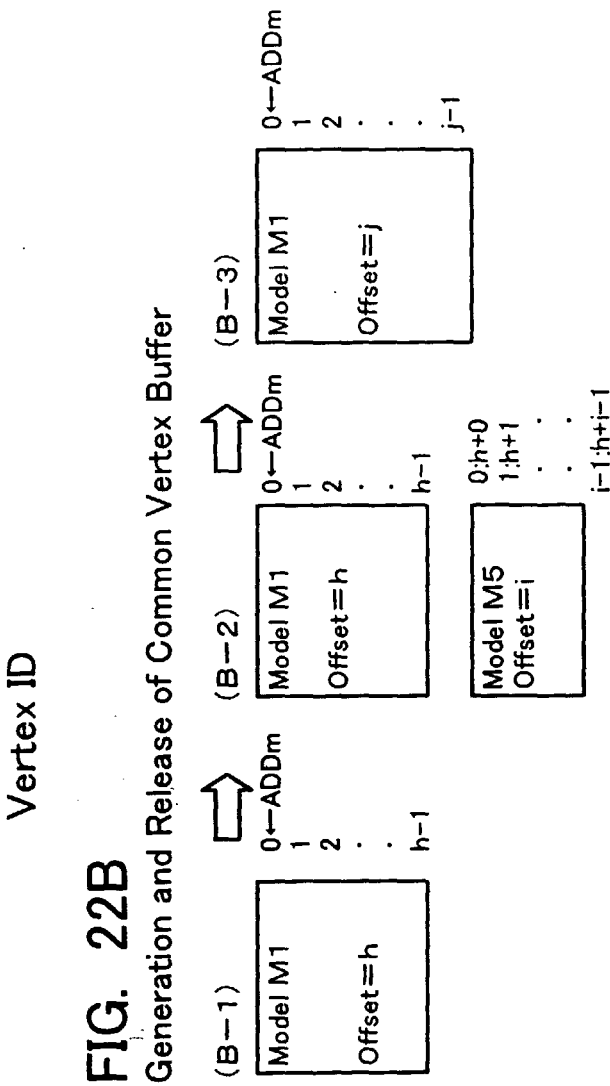 Vertex ID
FIG. 22B
Generation and Release of Common Vertex Buffer
(B-1)
Model M1
Offset=h
0←ADDm
1
2
.
.
h-1
(B-2)
Model M1
Offset=h
0←ADDm
1
2
.
.
h-1
Model M5
Offset=i
0:h+0
1:h+1
. .
. .
i-1:h+i-1
(B-3)
Model M1
Offset=j
0←ADDm
1
2
.
.
.
j-1